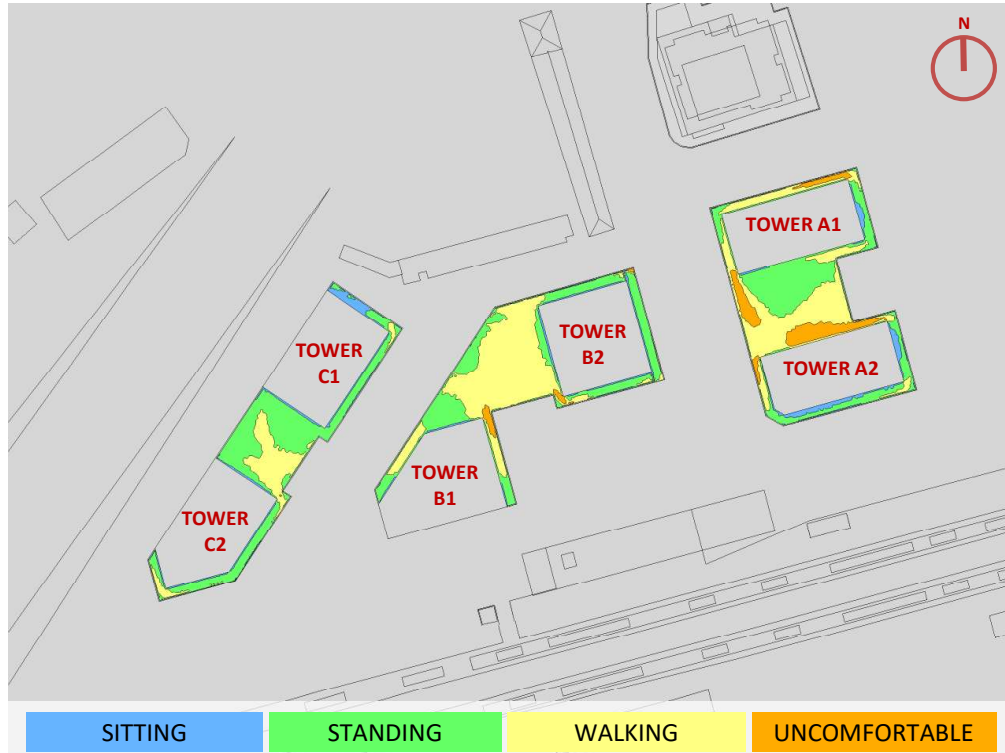 N
TOWER A1
TOWER
B2
TOWER A2
TOWER
C1
TOWER
B1
TOWER
C2
SITTING
STANDING
WALKING
UNCOMFORTABLE